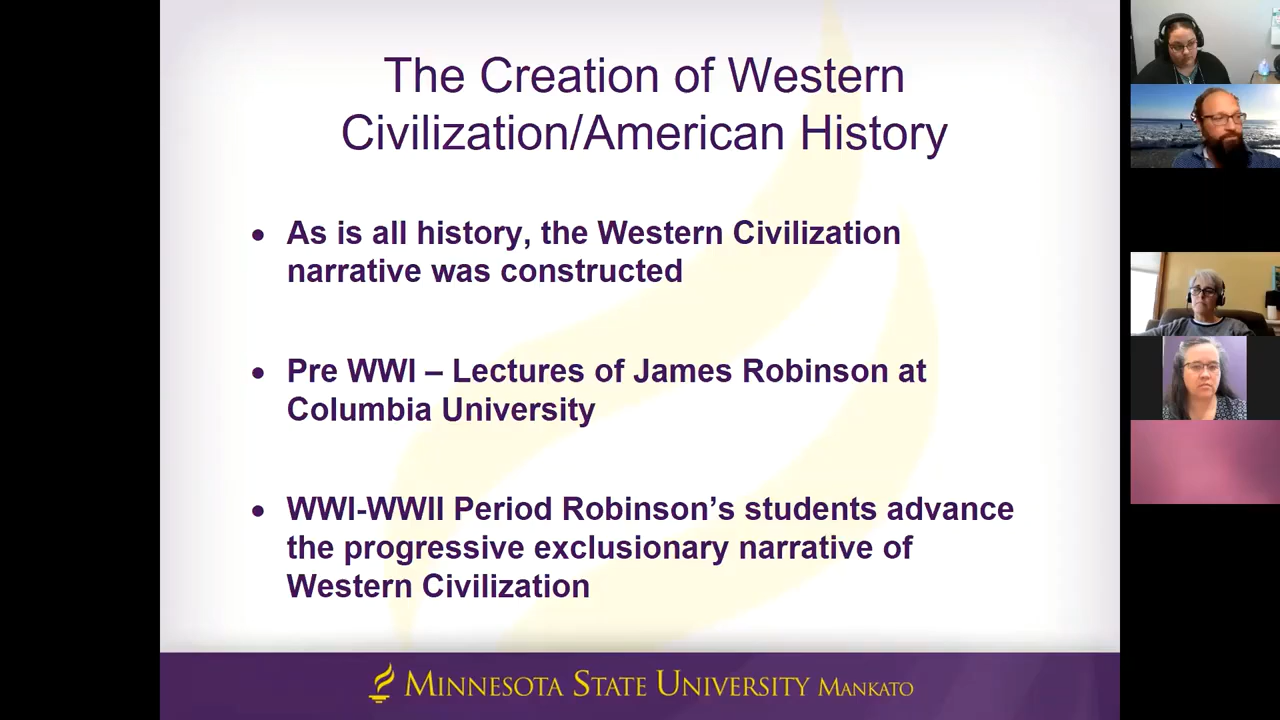 The Creation of Western
Civilization/American History
• As is all history, the Western Civilization
narrative was constructed
• Pre WWI – Lectures of James Robinson at
Columbia University
• WWI-WWII Period Robinson’s students advance
the progressive exclusionary narrative of
Western Civilization
MINNESOTA STATE UNIVERSITY MANKATO